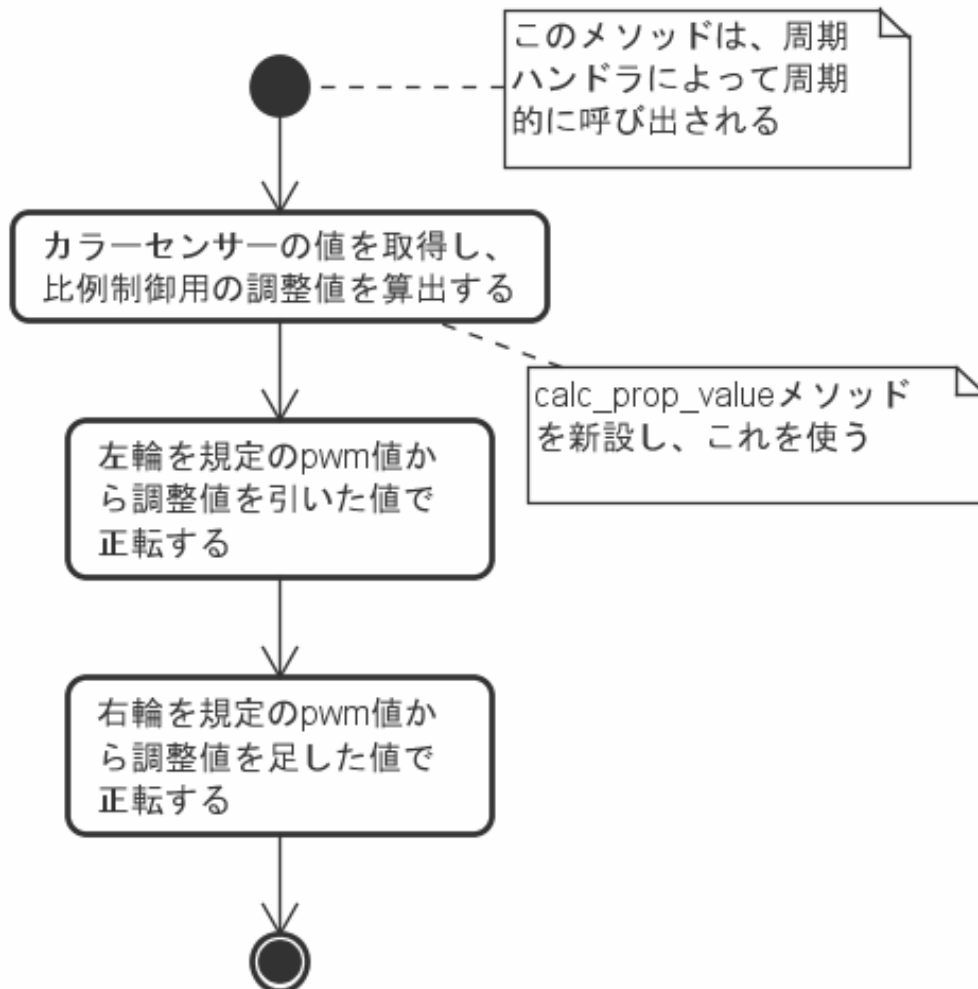 このメソッドは、周期
ハンドラによって周期
的に呼び出される
カラーセンサーの値を取得し、
比例制御用の調整値を算出する
calc_prop_valueメソッド
を新設し、これを使う
左輪を規定のpwm値か
ら調整値を引いた値で
正転する
右輪を規定のpwm値か
ら調整値を足した値で
正転する